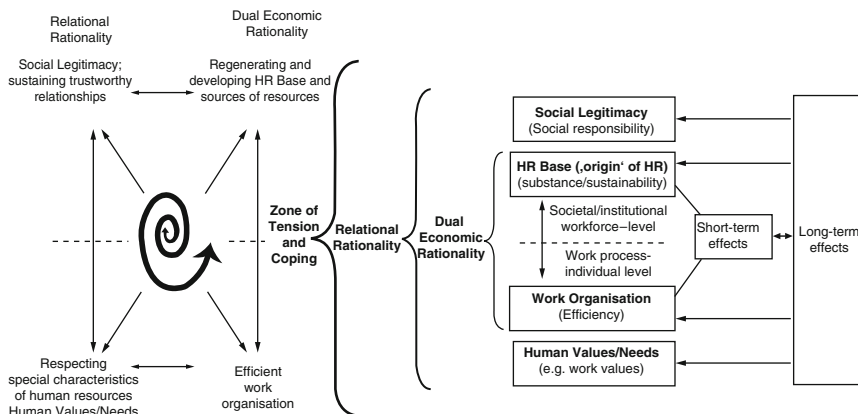 Relational
Rationality
Dual Economic
Rationality
Social Legitimacy;
sustaining trustworthy
relationships
Regenerating and
developing HR Base and
sources of resources
Respecting
special characteristics
of human resources
Human Values/Needs
Efficient
work
organisation
Zone of
Tension
and
Coping
Relational
Rationality
Dual
Economic
Rationality
Social Legitimacy
(Social responsibility)
HR Base (‚origin‘ of HR)
(substance/sustainability)
Societal/institutional
workforce–level
Work process-
individual level
Work Organisation
(Efficiency)
Human Values/Needs
(e.g. work values)
Short-term
effects
Long-term
effects